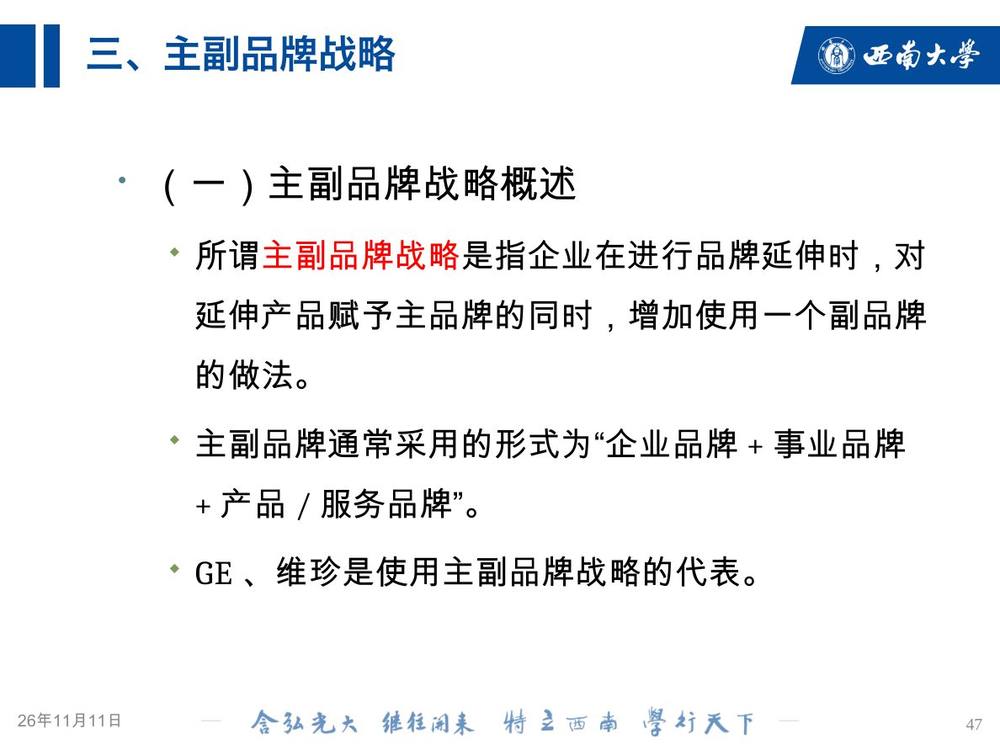 三、主副品牌战略
西南大学
• （一）主副品牌战略概述
所谓主副品牌战略是指企业在进行品牌延伸时，对
延伸产品赋予主品牌的同时，增加使用一个副品牌
的做法。
主副品牌通常采用的形式为“企业品牌 + 事业品牌
+ 产品 / 服务品牌”。
GE 、维珍是使用主副品牌战略的代表。
26年11月11日
含弘光大 继往开来 特立西南 学行天下
47